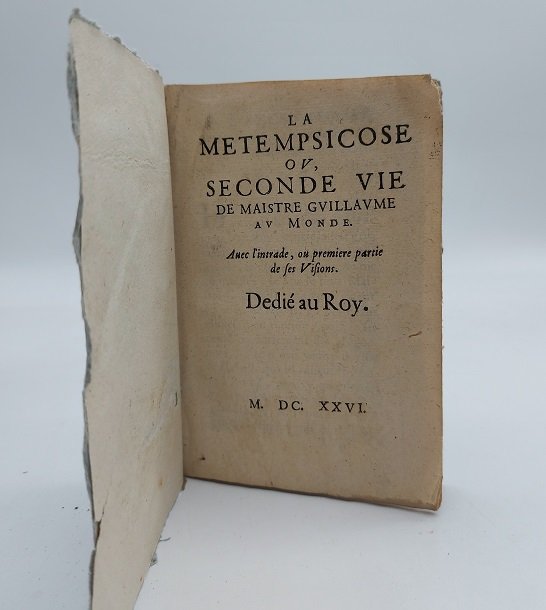 LA
METEMPSICOSE
OV,
SECONDE VIE
DE MAISTRE GVILLAVME
AV MONDE.
Auec l'intrade, ou premiere partie
de ſes Viſions.
Dedié au Roy.
M. DC. XXVI.